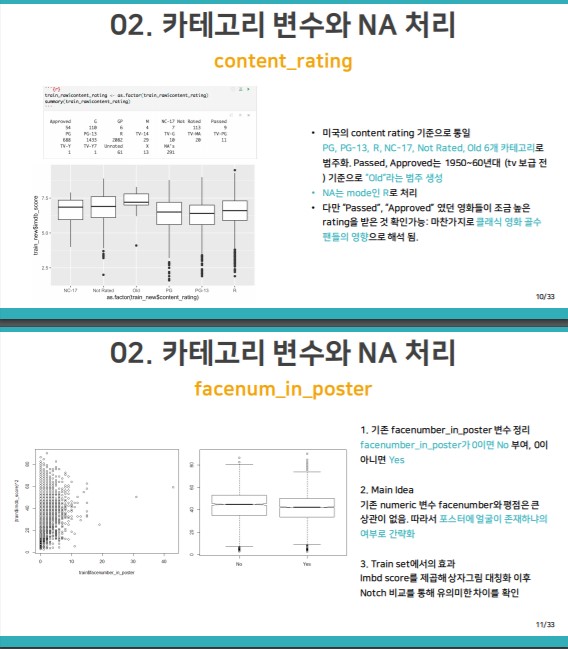 02. 카테고리 변수와 NA 처리
content_rating
train_raw$content_rating <- as.factor(train_raw$content_rating)
summary(train_raw$content_rating)
Approved G GP M NC-17 Not Rated Passed
54 110 6 4 7 113 9
PG PG-13 R TV-14 TV-G TV-MA TV-PG
TV-Y TV-Y7 Unrated X NA's
1 1 61 13 291
train_new$imdb_score
7.5
5.0
2.5
NC-17 Not Rated Old PG PG-13 R
as.factor(train_new$content_rating)
• 미국의 content rating 기준으로 통일
PG, PG-13, R, NC-17, Not Rated, Old 6개 카테고리로
범주화. Passed, Approved는 1950~60년대 (tv 보급 전
) 기준으로 "Old"라는 범주 생성
• NA는 mode인 R로 처리
• 다만 "Passed", "Approved" 였던 영화들이 조금 높은
rating을 받은 것 확인가능: 마찬가지로 클래식 영화 골수
팬들의 영향으로 해석 됨.
10/33
02. 카테고리 변수와 NA 처리
facenum_in_poster
(train$imdb_score)^2
0 20 40 60 80
0 10 20 30 40
train$facenumber_in_poster
0 20 40 60 80
No Yes
1. 기존 facenumber_in_poster 변수 정리
facenumber_in_poster가 0이면 No 부여, 0이
아니면 Yes
2. Main Idea
기존 numeric 변수 facenumber와 평점은 큰
상관이 없음. 따라서 포스터에 얼굴이 존재하냐의
여부로 간략화
3. Train set에서의 효과
Imbd score를 제곱해 상자그림 대칭화 이후
Notch 비교를 통해 유의미한 차이를 확인
11/33